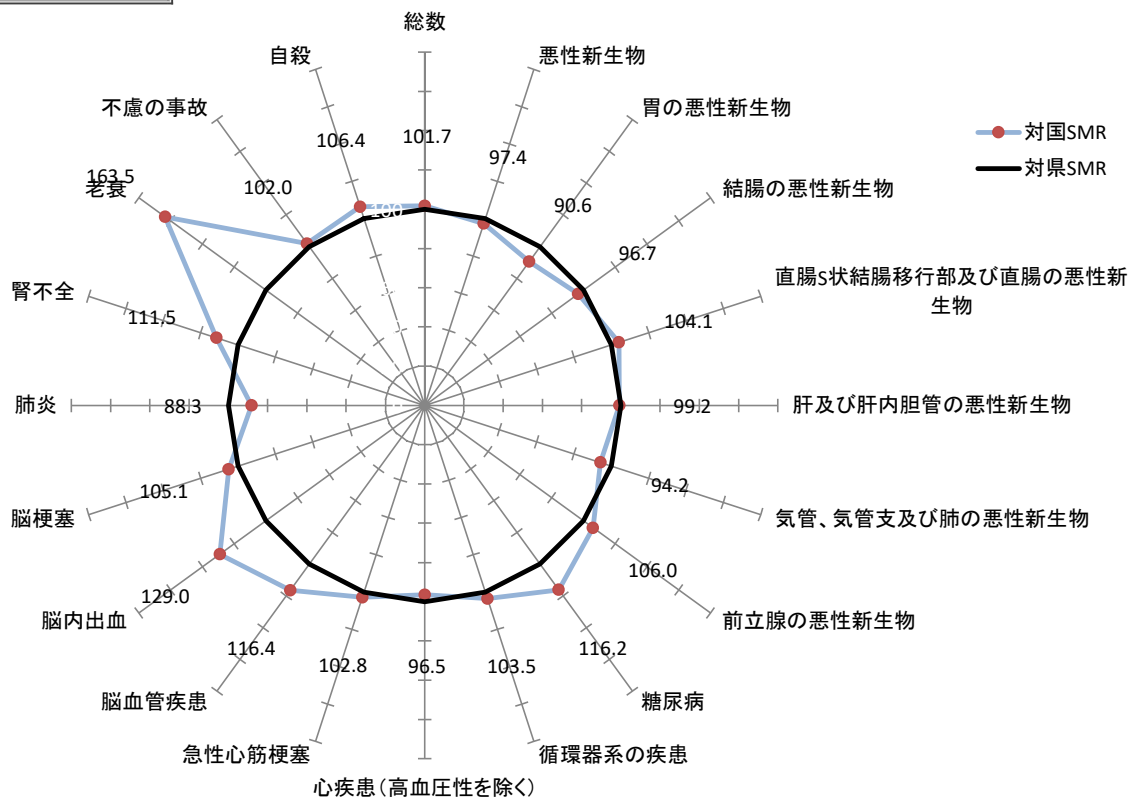 総数
悪性新生物
胃の悪性新生物
結腸の悪性新生物
直腸S状結腸移行部及び直腸の悪性新
生物
肝及び肝内胆管の悪性新生物
気管、気管支及び肺の悪性新生物
前立腺の悪性新生物
糖尿病
循環器系の疾患
心疾患(高血圧性を除く)
急性心筋梗塞
脳血管疾患
脳内出血
脳梗塞
肺炎
腎不全
老衰
不慮の事故
自殺
101.7
97.4
90.6
96.7
104.1
99.2
94.2
106.0
116.2
103.5
96.5
102.8
116.4
129.0
105.1
88.3
111.5
163.5
102.0
106.4
100
対国SMR
対県SMR